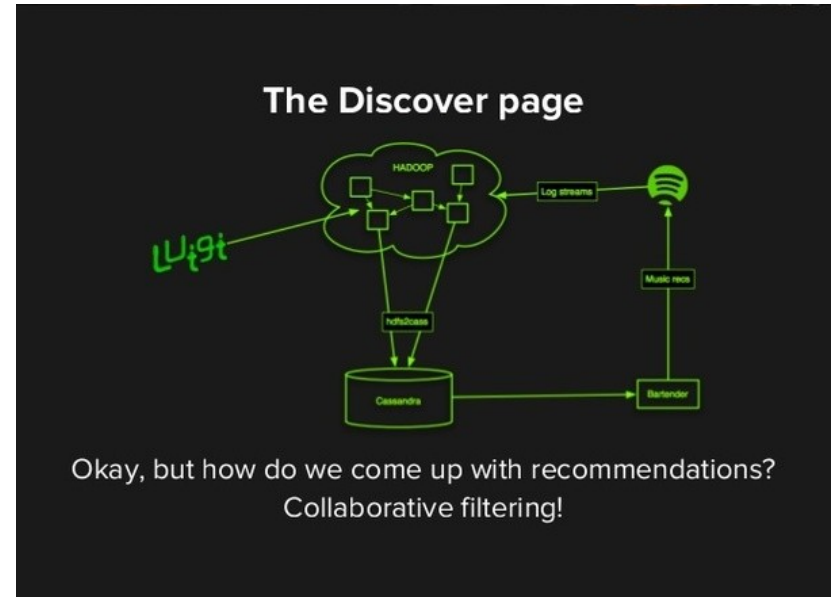 The Discover page
HADOOP
Log streams
Luigi
Music recs
hdfs2cass
Cassandra
Bartender
Okay, but how do we come up with recommendations?
Collaborative filtering!